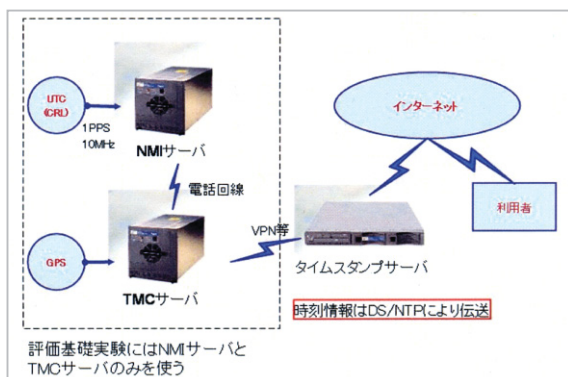 UTC
(CRL)
1PPS
10MHz
NMIサーバ
電話回線
GPS
TMCサーバ
VPN等
インターネット
利用者
タイムスタンプサーバ
時刻情報はDS/NTPにより伝送
評価基礎実験にはNMIサーバと
TMCサーバのみを使う